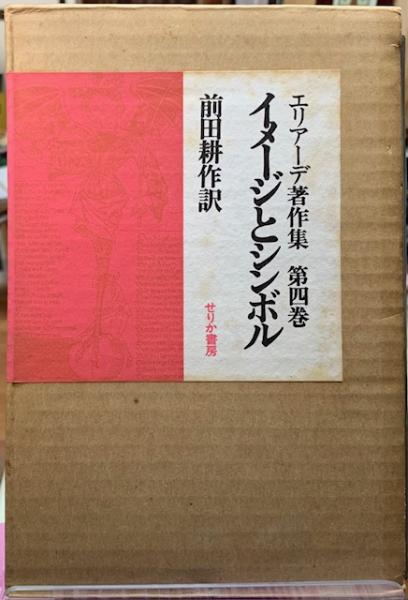 エリアーデ著作集 第四巻
イメージとシンボル
前田耕作訳
せりか書房